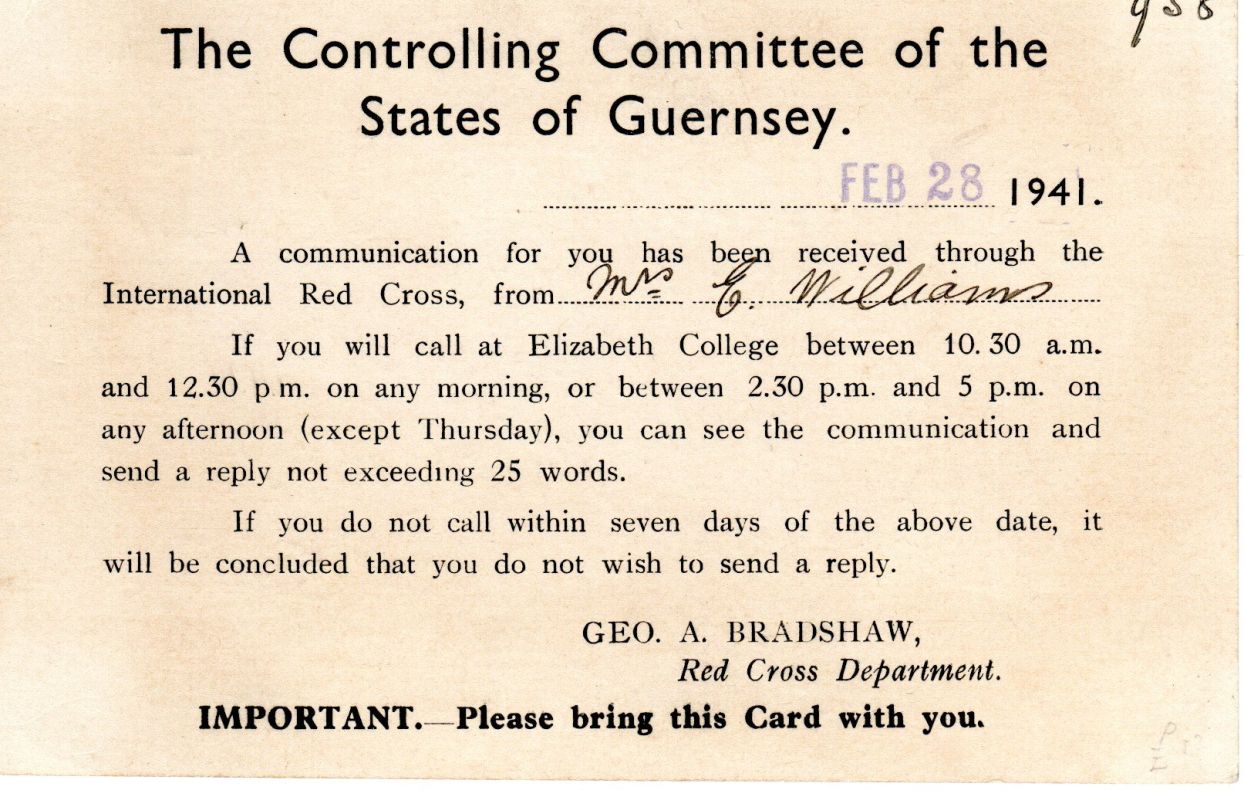 958
The Controlling Committee of the
States of Guernsey.
FEB 28 1941.
A communication for you has been received through the
International Red Cross, from Mrs E. Williams
If you will call at Elizabeth College between 10.30 a.m.
and 12.30 p m. on any morning, or between 2.30 p.m. and 5 p.m. on
any afternoon (except Thursday), you can see the communication and
send a reply not exceeding 25 words.
If you do not call within seven days of the above date, it
will be concluded that you do not wish to send a reply.
GEO. A. BRADSHAW,
Red Cross Department.
IMPORTANT.—Please bring this Card with you.